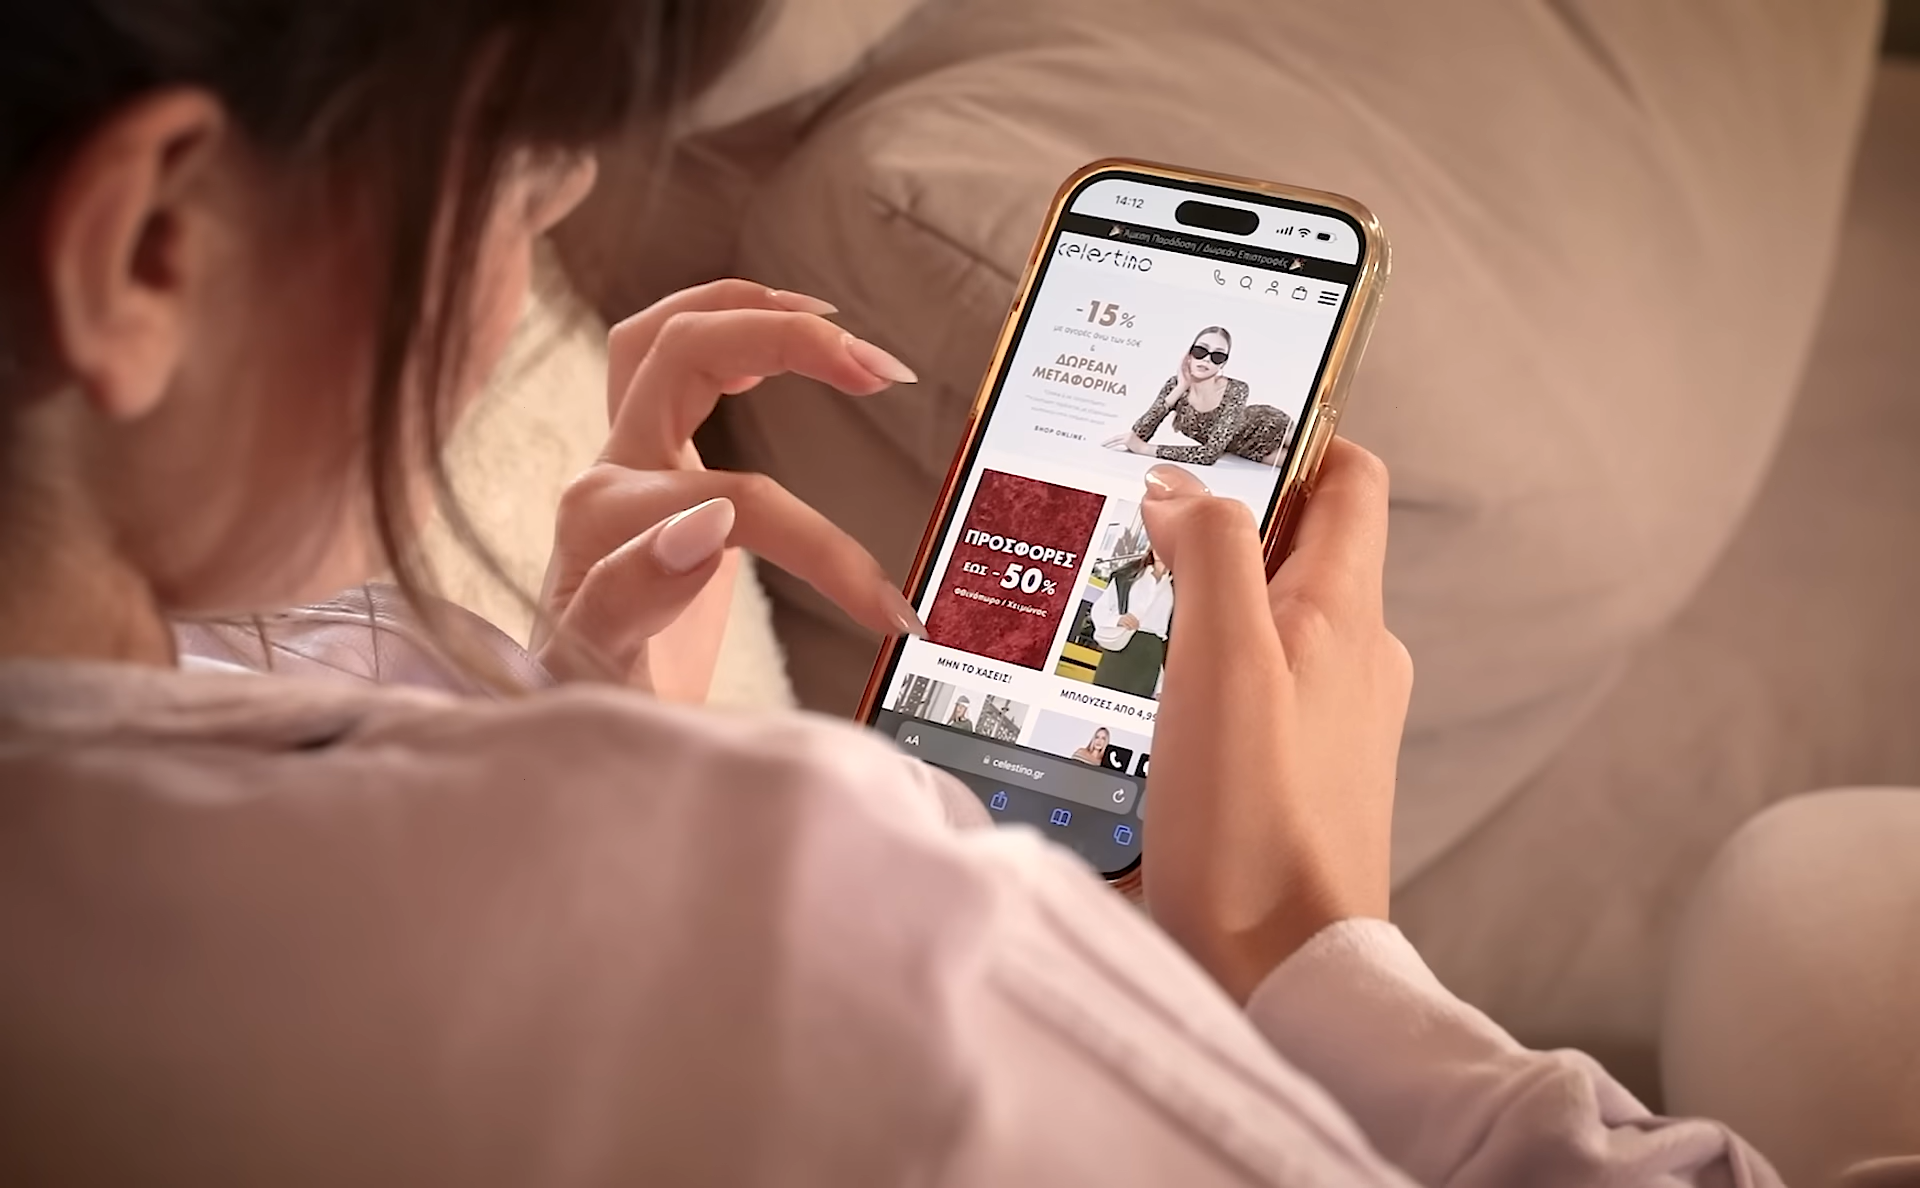 14:12
Άμεση Παράδοση / Δωρεάν Επιστροφές
celestino
-15%
με αγορές άνω των 50€
&
ΔΩΡΕΑΝ
ΜΕΤΑΦΟΡΙΚΑ
SHOP ONLINE
ΠΡΟΣΦΟΡΕΣ
ΕΩΣ -50%
Φθινόπωρο / Χειμώνας
ΜΗΝ ΤΟ ΧΑΣΕΙΣ!
ΜΠΛΟΥΖΕΣ ΑΠΟ 4,99
AA
celestino.gr